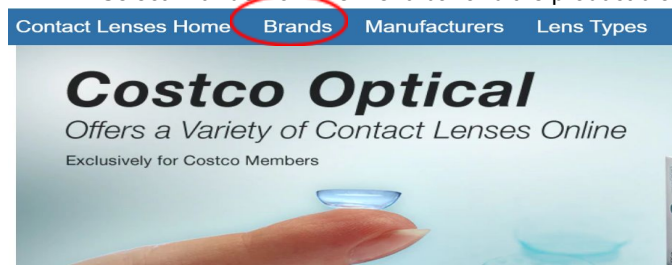 Contact Lenses Home Brands Manufacturers Lens Types
Costco Optical
Offers a Variety of Contact Lenses Online
Exclusively for Costco Members